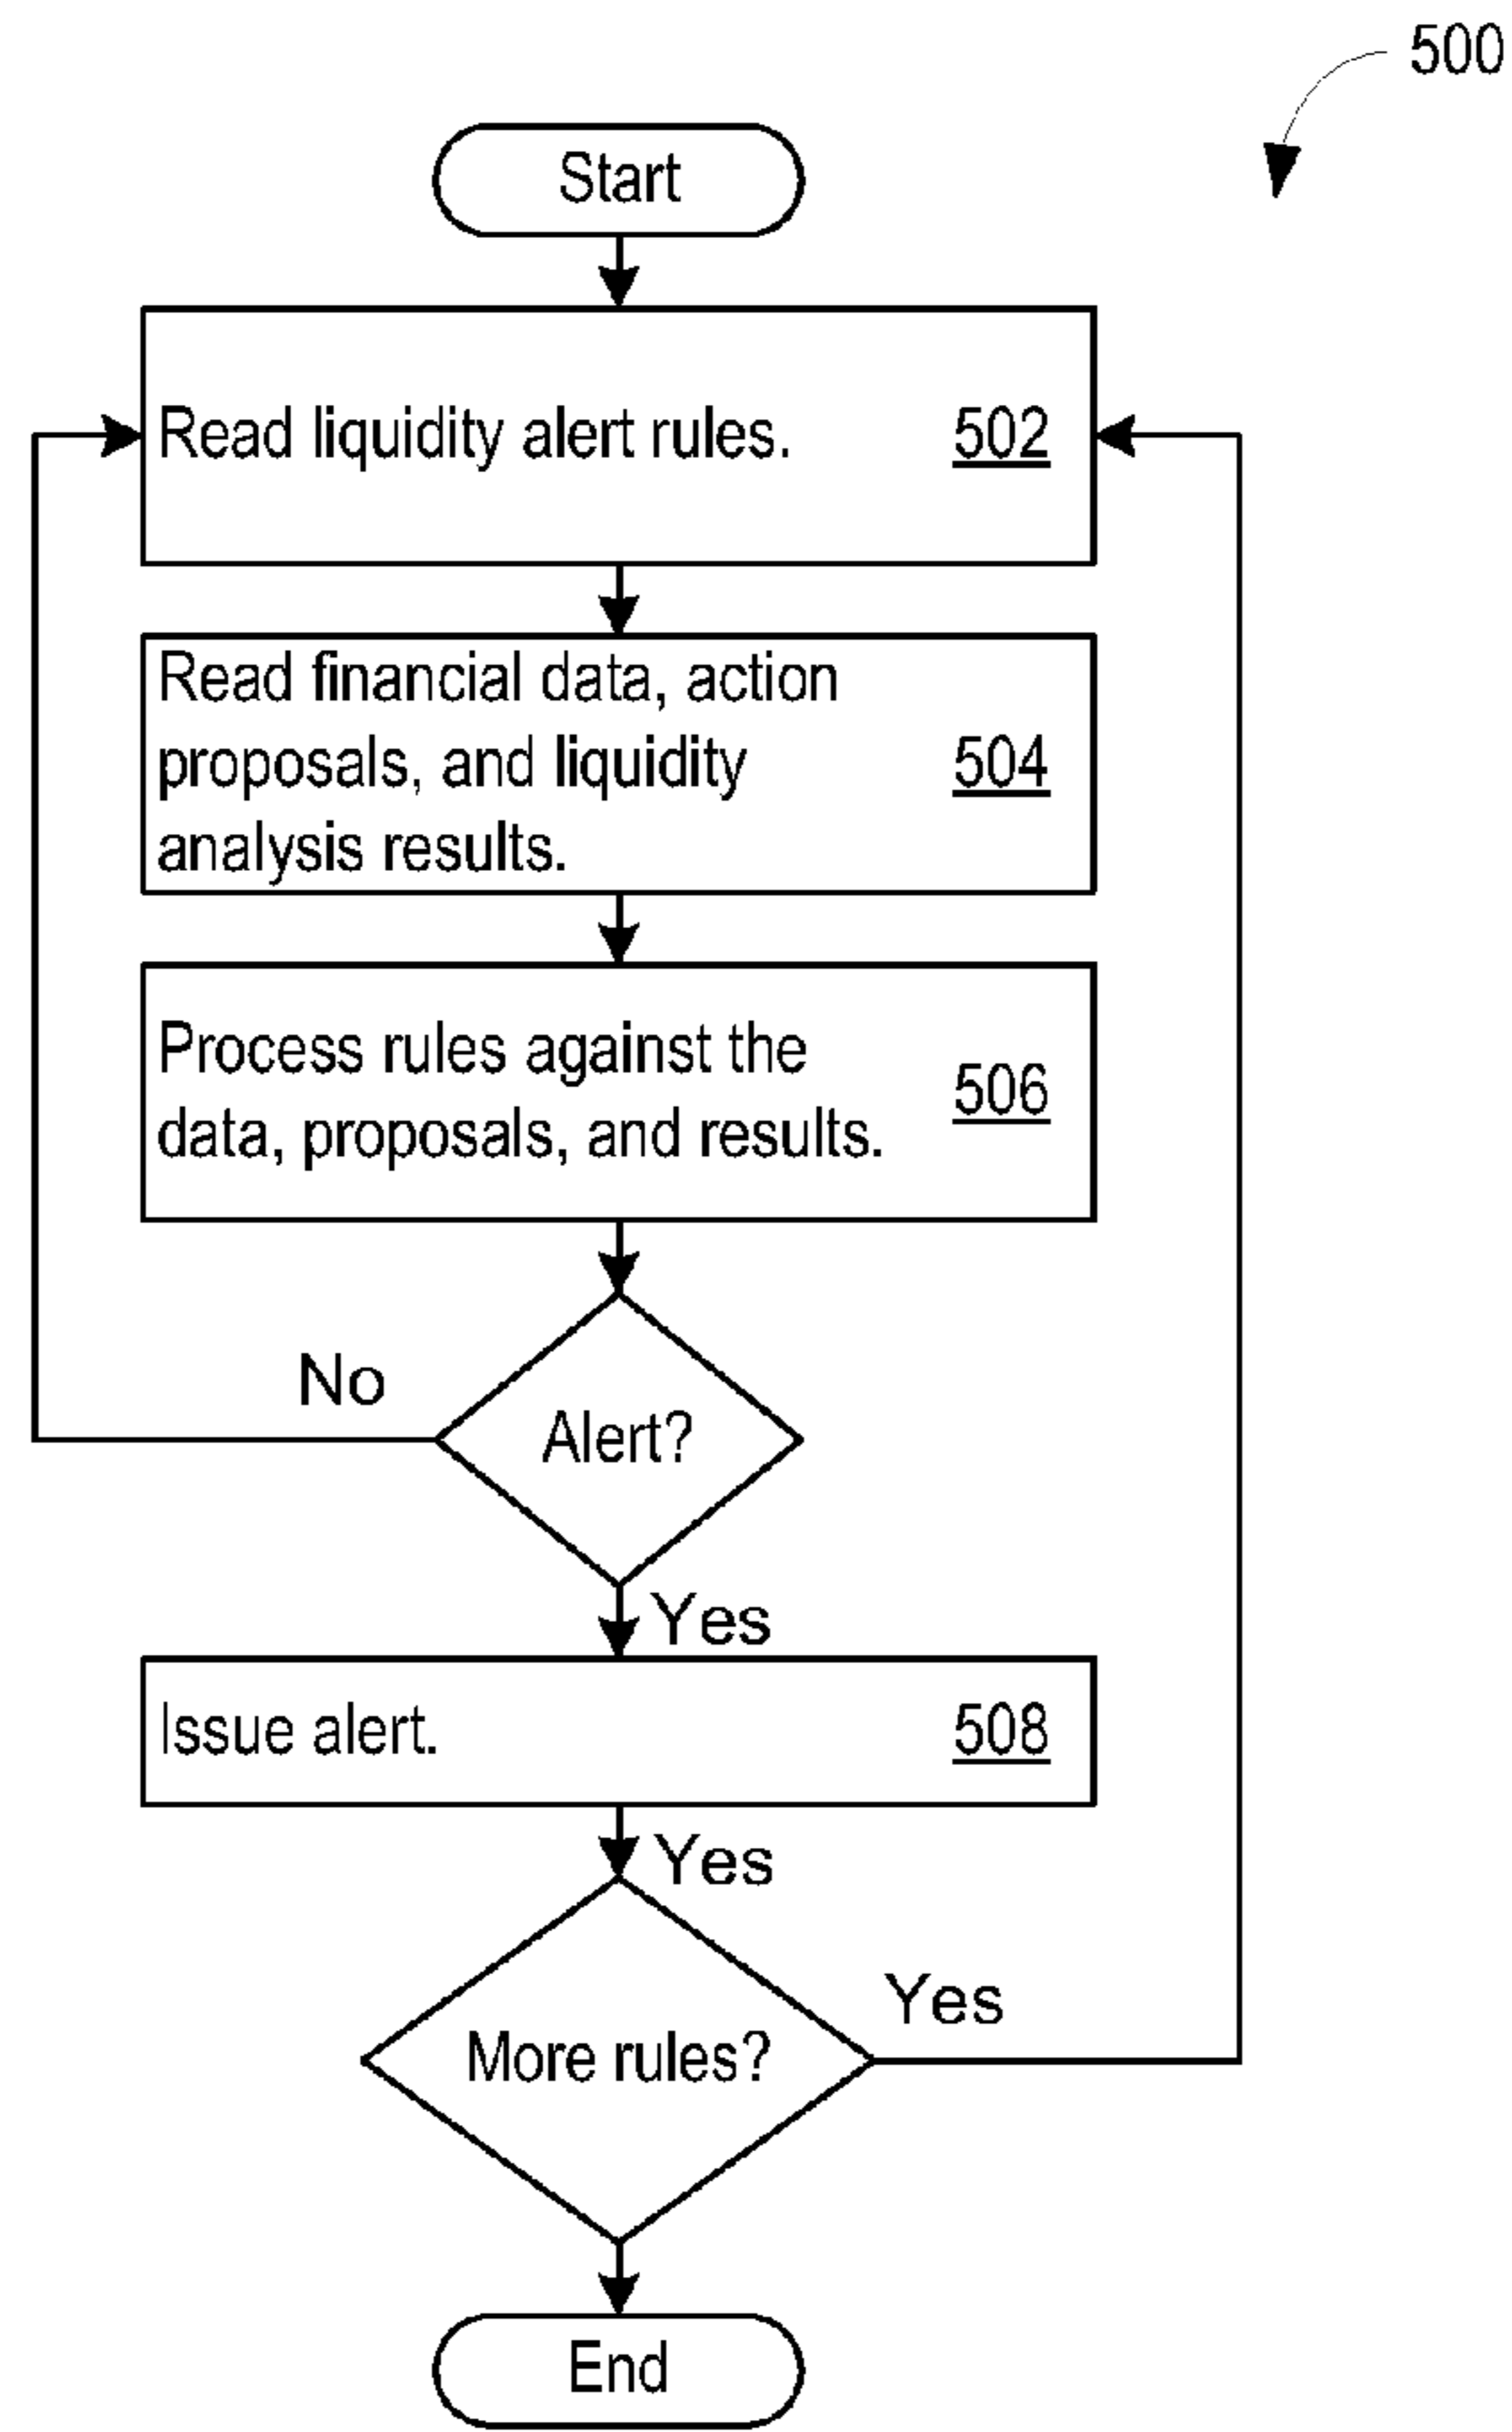 500
Start
Read liquidity alert rules. 502
Read financial data, action
proposals, and liquidity 504
analysis results.
Process rules against the
506
data, proposals, and results.
No
Alert?
Yes
Issue alert. 508
Yes
Yes
More rules?
End